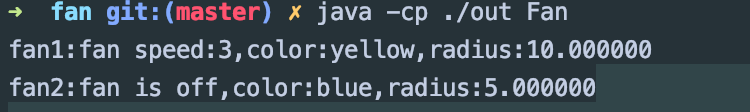 ➜ fan git:(master) ✗ java -cp ./out Fan
fan1:fan speed:3,color:yellow,radius:10.000000
fan2:fan is off,color:blue,radius:5.000000